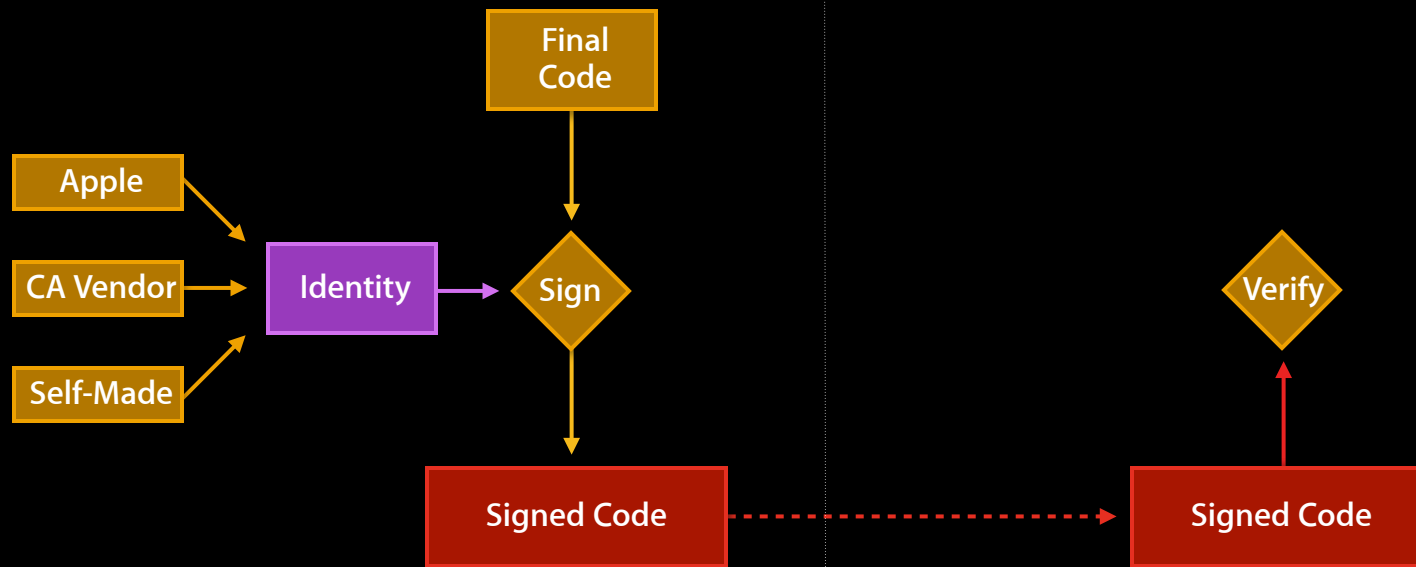 Final
Code
Apple
CA Vendor
Identity
Sign
Verify
Self-Made
Signed Code
Signed Code